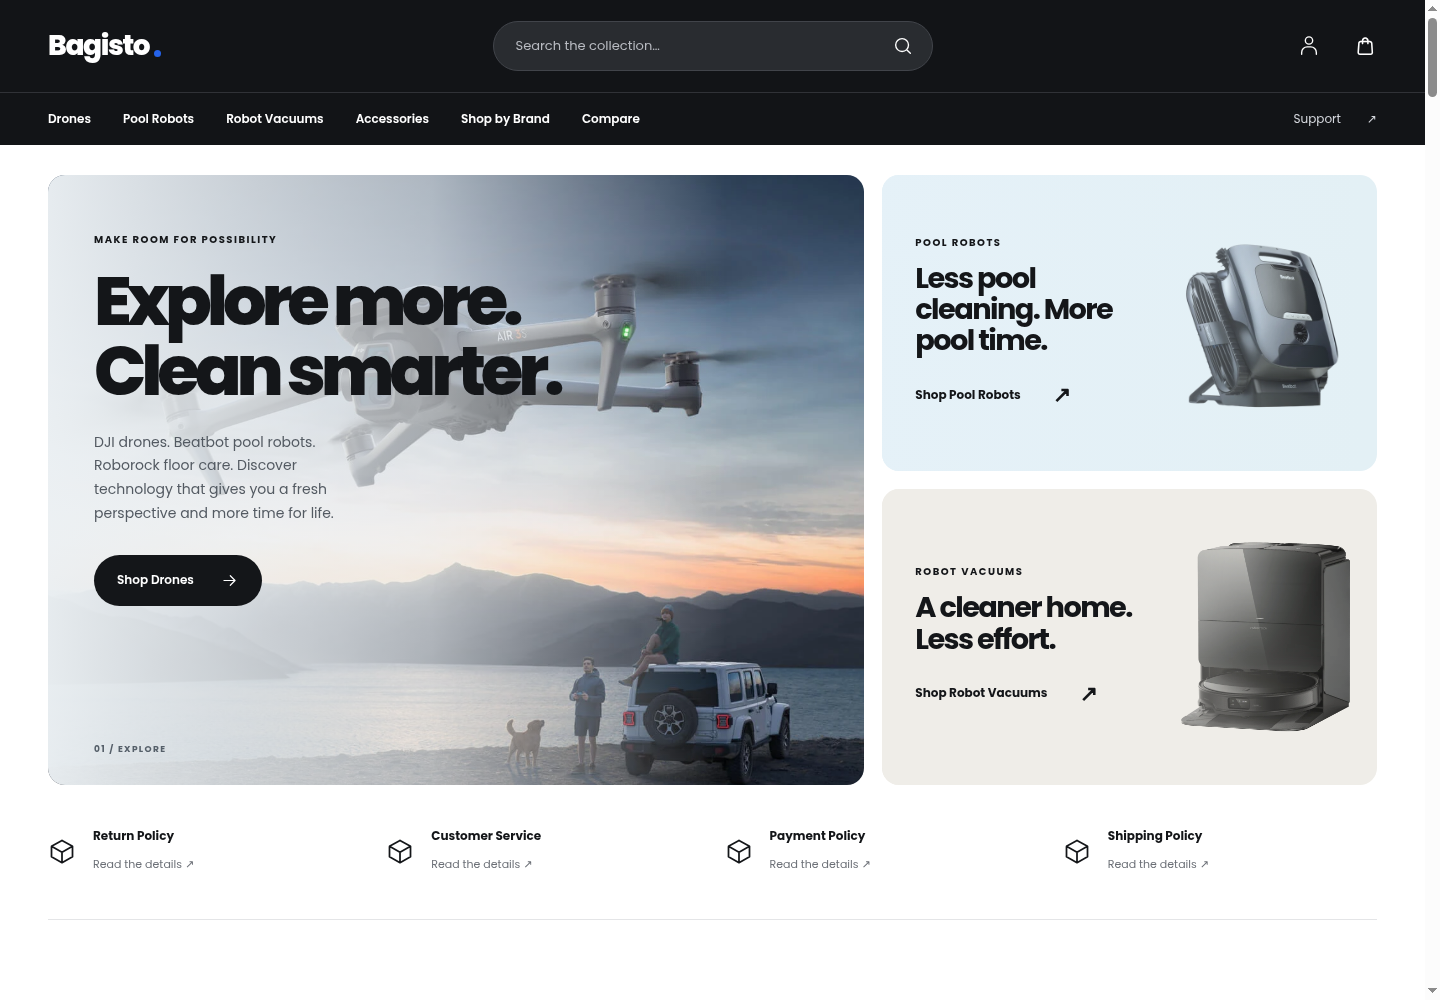 Bagisto.
Search the collection...
Drones Pool Robots Robot Vacuums Accessories Shop by Brand Compare Support ↗
MAKE ROOM FOR POSSIBILITY
Explore more.
Clean smarter.
DJI drones. Beatbot pool robots.
Roborock floor care. Discover
technology that gives you a fresh
perspective and more time for life.
Shop Drones →
01 / EXPLORE
AIR 3S
POOL ROBOTS
Less pool
cleaning. More
pool time.
Shop Pool Robots ↗
ROBOT VACUUMS
A cleaner home.
Less effort.
Shop Robot Vacuums ↗
Return Policy
Read the details ↗
Customer Service
Read the details ↗
Payment Policy
Read the details ↗
Shipping Policy
Read the details ↗